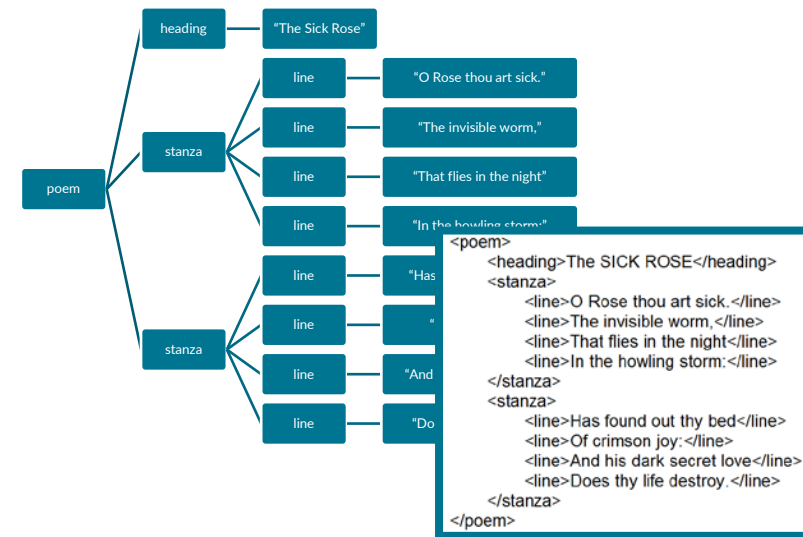 heading “The Sick Rose”
line “O Rose thou art sick.”
line “The invisible worm,”
stanza
line “That flies in the night”
poem
line “In the howling storm:”
line “Has
line “
stanza
line “And
line “Do
<poem>
<heading>The SICK ROSE</heading>
<stanza>
<line>O Rose thou art sick.</line>
<line>The invisible worm,</line>
<line>That flies in the night</line>
<line>In the howling storm:</line>
</stanza>
<stanza>
<line>Has found out thy bed</line>
<line>Of crimson joy:</line>
<line>And his dark secret love</line>
<line>Does thy life destroy.</line>
</stanza>
</poem>